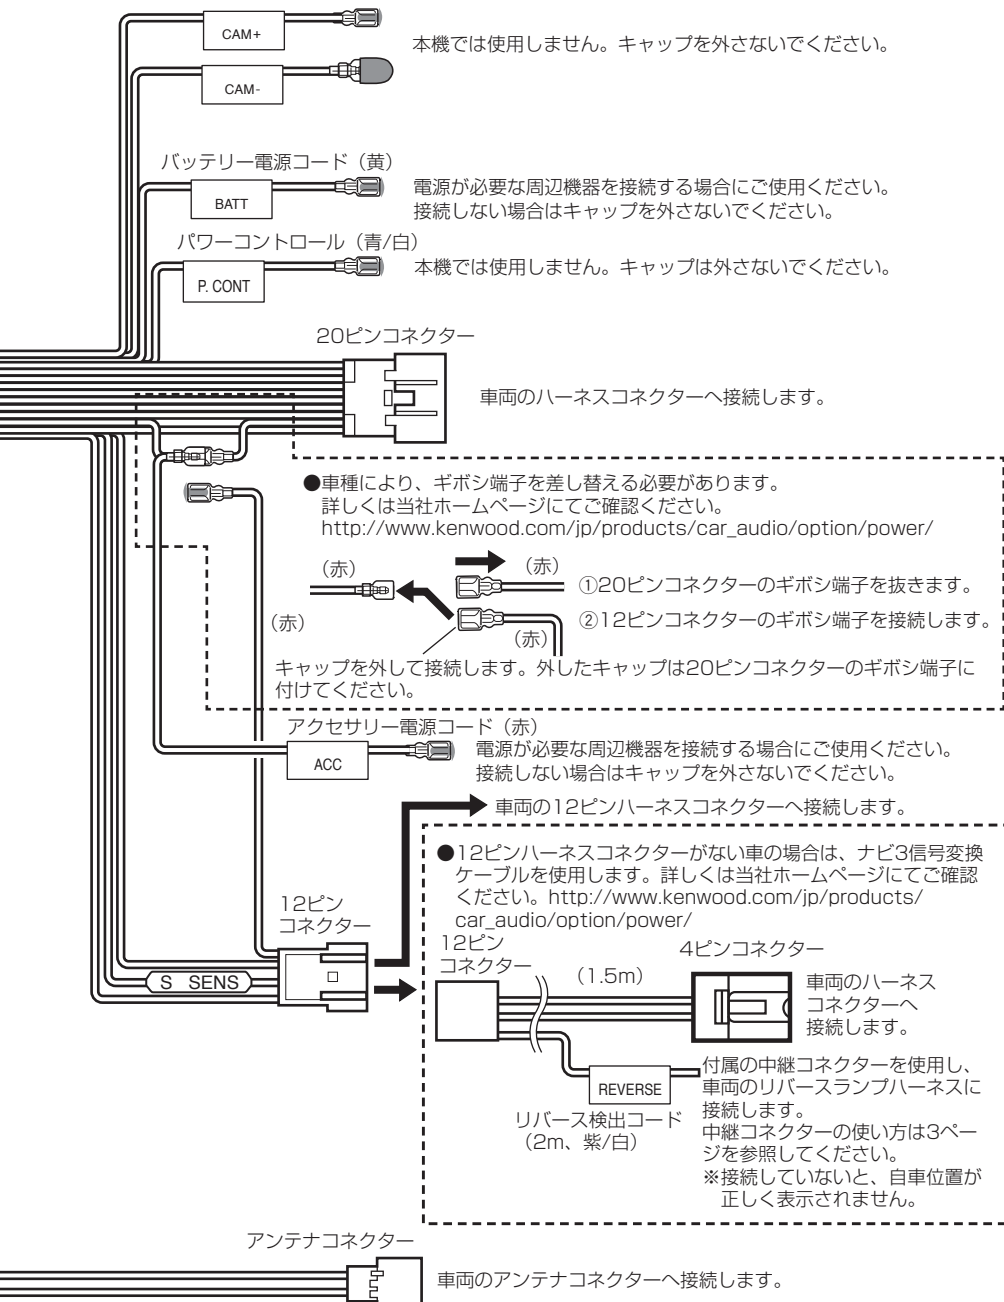 CAM+
本機では使用しません。キャップを外さないでください。
CAM-
バッテリー電源コード（黄）
BATT
電源が必要な周辺機器を接続する場合にご使用ください。
接続しない場合はキャップを外さないでください。
パワーコントロール（青/白）
P. CONT
本機では使用しません。キャップは外さないでください。
20ピンコネクター
車両のハーネスコネクターへ接続します。
●車種により、ギボシ端子を差し替える必要があります。
詳しくは当社ホームページにてご確認ください。
http://www.kenwood.com/jp/products/car_audio/option/power/
（赤）
（赤）
①20ピンコネクターのギボシ端子を抜きます。
（赤）
②12ピンコネクターのギボシ端子を接続します。
（赤）
キャップを外して接続します。外したキャップは20ピンコネクターのギボシ端子に
付けてください。
アクセサリー電源コード（赤）
ACC
電源が必要な周辺機器を接続する場合にご使用ください。
接続しない場合はキャップを外さないでください。
車両の12ピンハーネスコネクターへ接続します。
●12ピンハーネスコネクターがない車の場合は、ナビ3信号変換
ケーブルを使用します。詳しくは当社ホームページにてご確認
ください。http://www.kenwood.com/jp/products/
car_audio/option/power/
12ピン
コネクター
S SENS
12ピン
コネクター
（1.5m）
4ピンコネクター
車両のハーネス
コネクターへ
接続します。
REVERSE
リバース検出コード
（2m、紫/白）
付属の中継コネクターを使用し、
車両のリバースランプハーネスに
接続します。
中継コネクターの使い方は3ペー
ジを参照してください。
※接続していないと、自車位置が
正しく表示されません。
アンテナコネクター
車両のアンテナコネクターへ接続します。